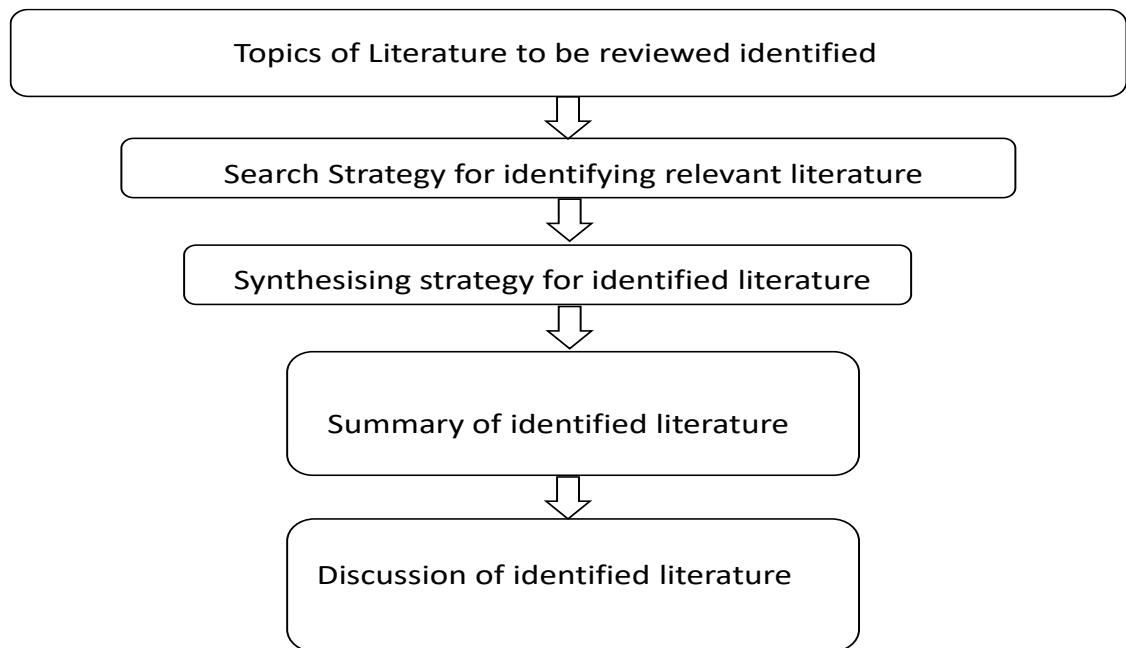 Topics of Literature to be reviewed identified
Search Strategy for identifying relevant literature
Synthesising strategy for identified literature
Summary of identified literature
Discussion of identified literature